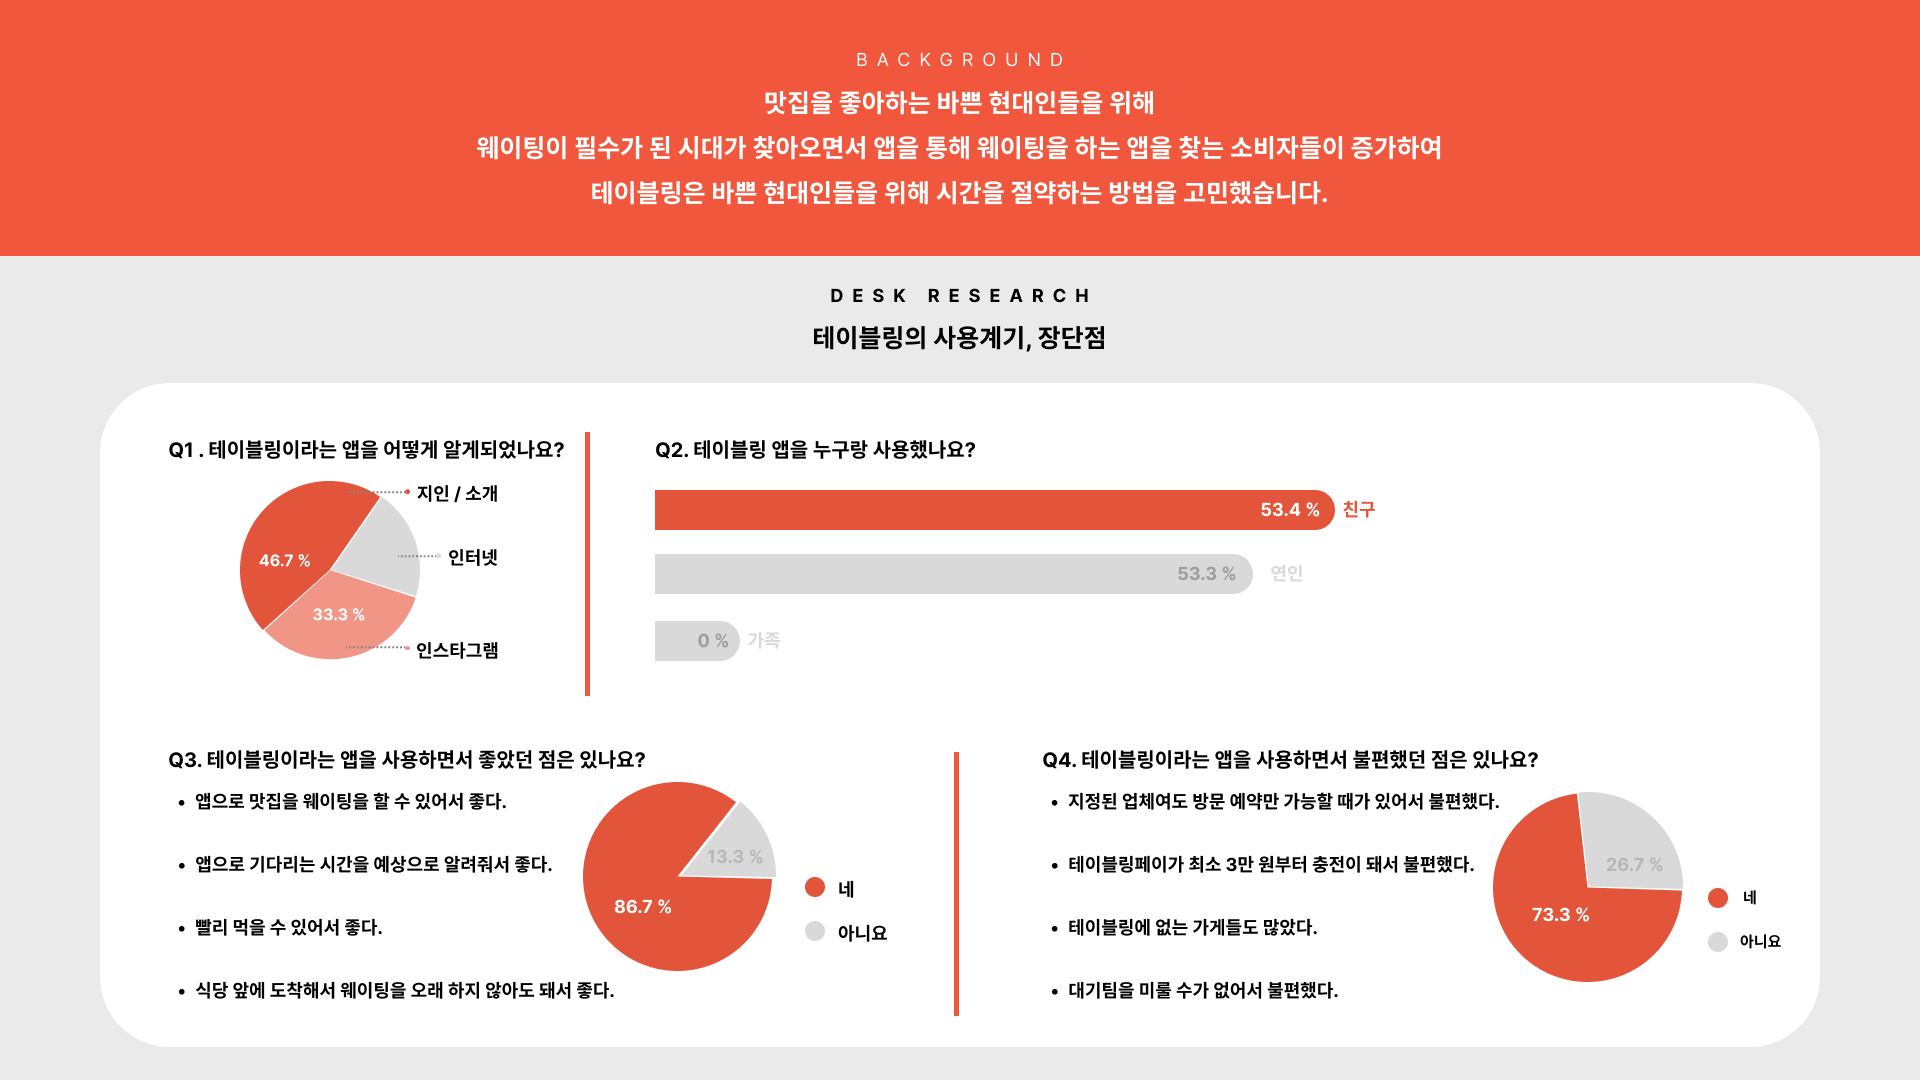 BACKGROUND
맛집을 좋아하는 바쁜 현대인들을 위해
웨이팅이 필수가 된 시대가 찾아오면서 앱을 통해 웨이팅을 하는 앱을 찾는 소비자들이 증가하여
테이블링은 바쁜 현대인들을 위해 시간을 절약하는 방법을 고민했습니다.
DESK RESEARCH
테이블링의 사용계기, 장단점
Q1 . 테이블링이라는 앱을 어떻게 알게되었나요?
지인 / 소개
인터넷
46.7 %
33.3 %
인스타그램
Q2. 테이블링 앱을 누구랑 사용했나요?
53.4 % 친구
53.3 % 연인
0 % 가족
Q3. 테이블링이라는 앱을 사용하면서 좋았던 점은 있나요?
• 앱으로 맛집을 웨이팅을 할 수 있어서 좋다.
• 앱으로 기다리는 시간을 예상으로 알려줘서 좋다.
• 빨리 먹을 수 있어서 좋다.
• 식당 앞에 도착해서 웨이팅을 오래 하지 않아도 돼서 좋다.
13.3 %
86.7 %
네
아니요
Q4. 테이블링이라는 앱을 사용하면서 불편했던 점은 있나요?
• 지정된 업체여도 방문 예약만 가능할 때가 있어서 불편했다.
• 테이블링페이가 최소 3만 원부터 충전이 돼서 불편했다.
• 테이블링에 없는 가게들도 많았다.
• 대기팀을 미룰 수가 없어서 불편했다.
26.7 %
73.3 %
네
아니요